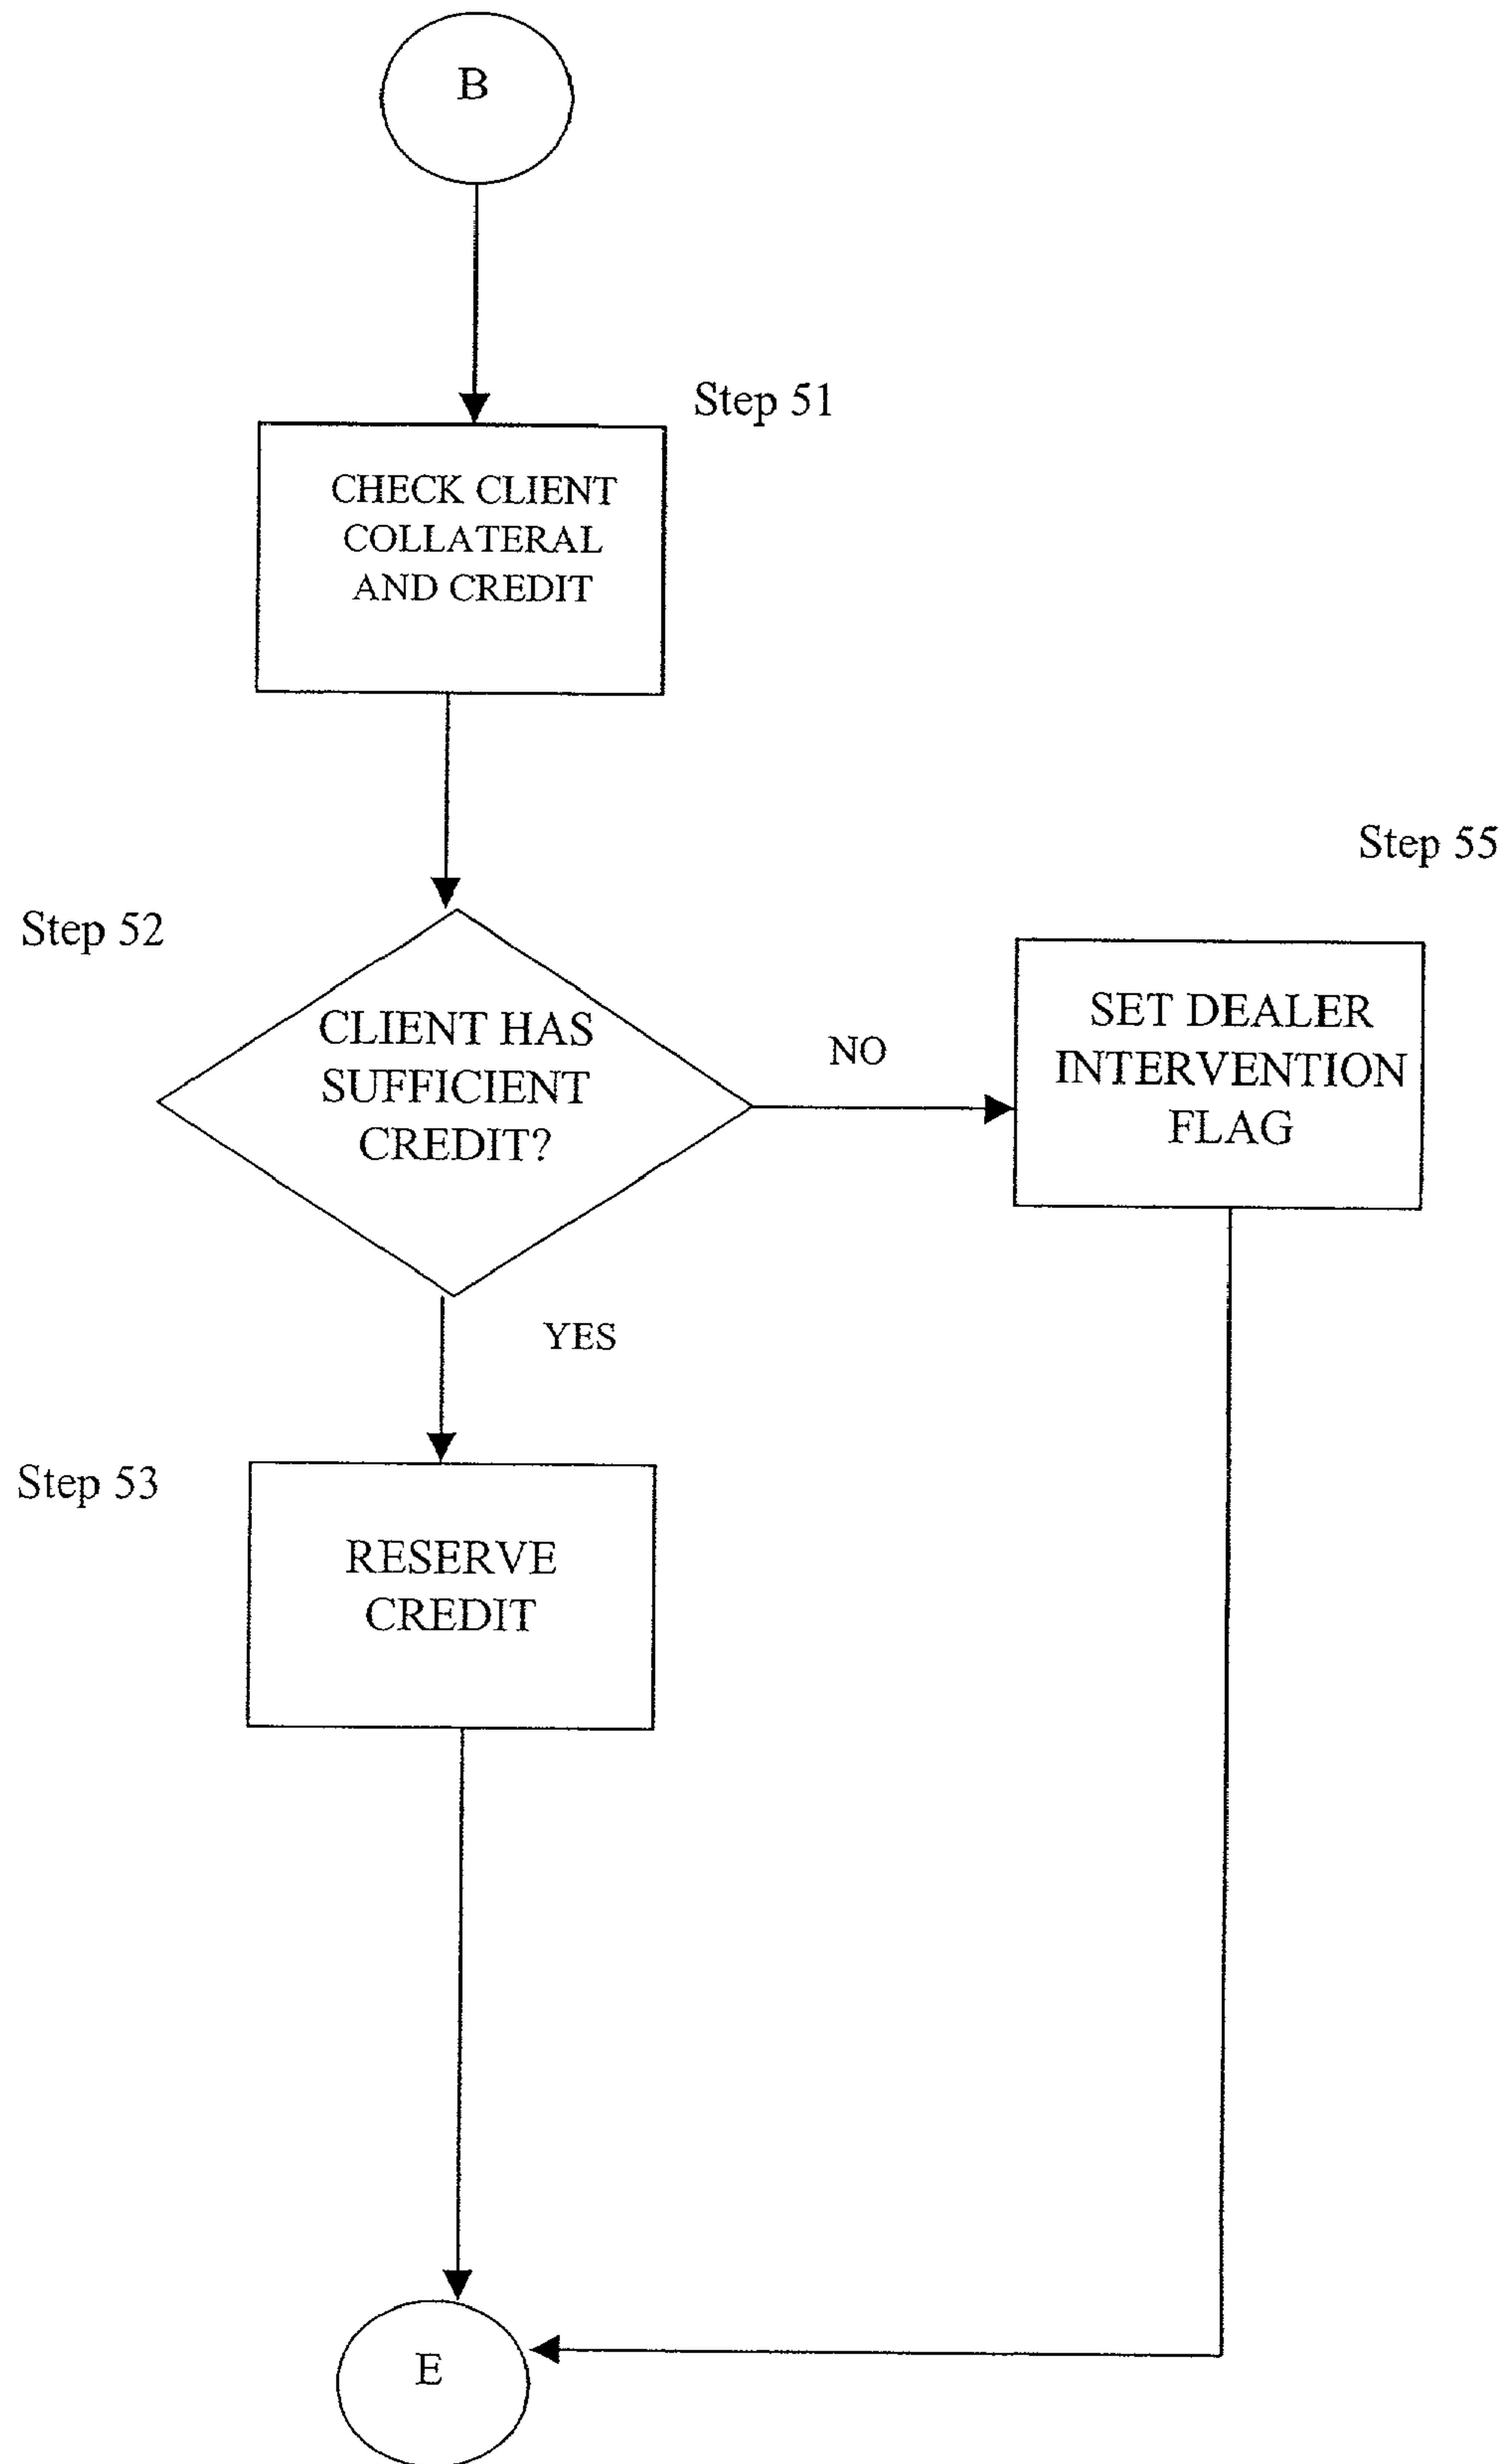 B
Step 51
CHECK CLIENT
COLLATERAL
AND CREDIT
Step 55
Step 52
CLIENT HAS
SUFFICIENT
CREDIT?
NO
SET DEALER
INTERVENTION
FLAG
YES
Step 53
RESERVE
CREDIT
E